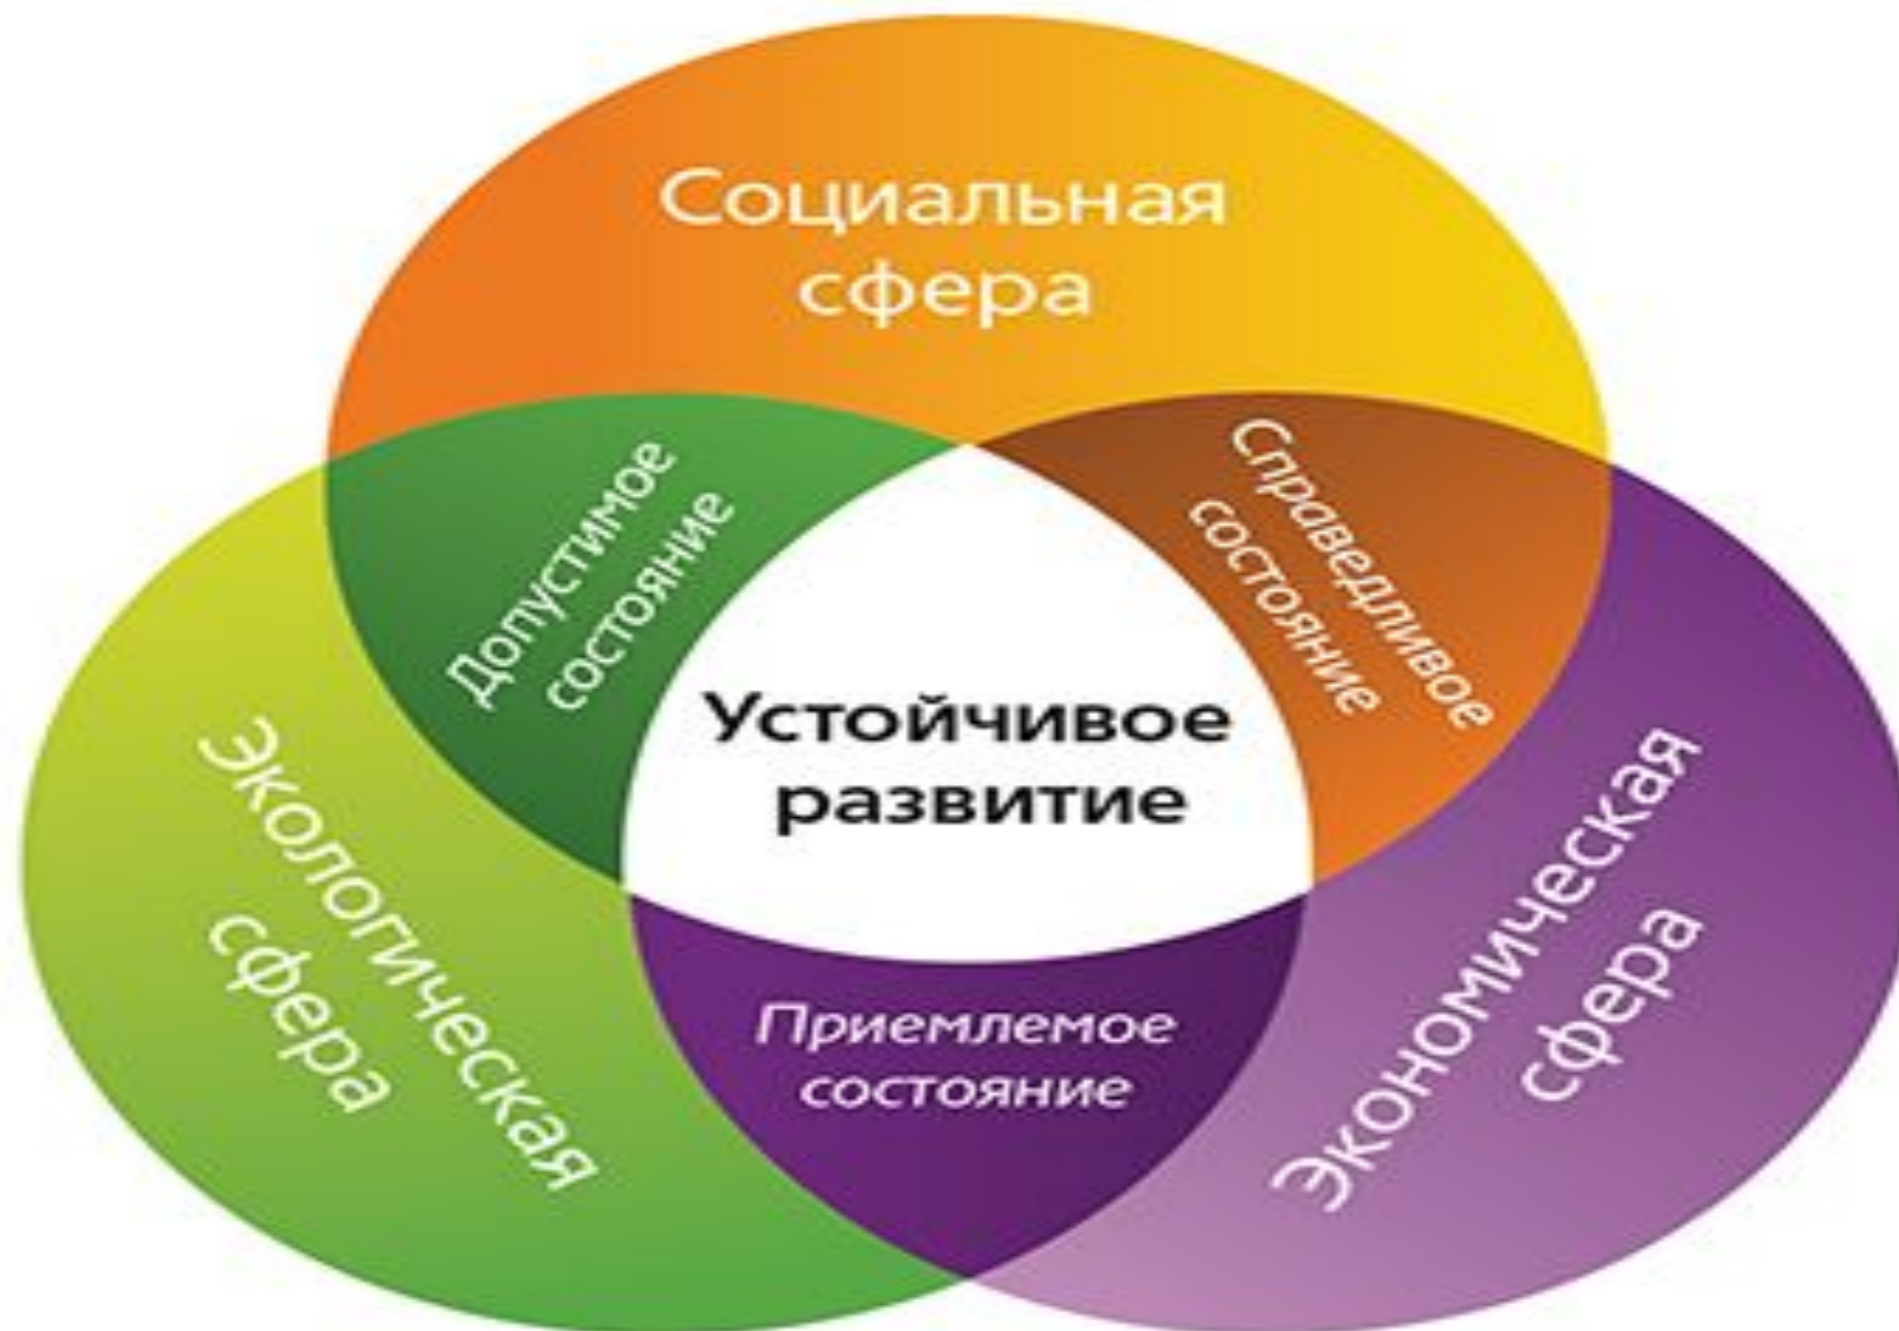 Социальная
сфера
Допустимое
состояние
Справедливое
состояние
Устойчивое
развитие
Экологическая
сфера
Экономическая
сфера
Приемлемое
состояние